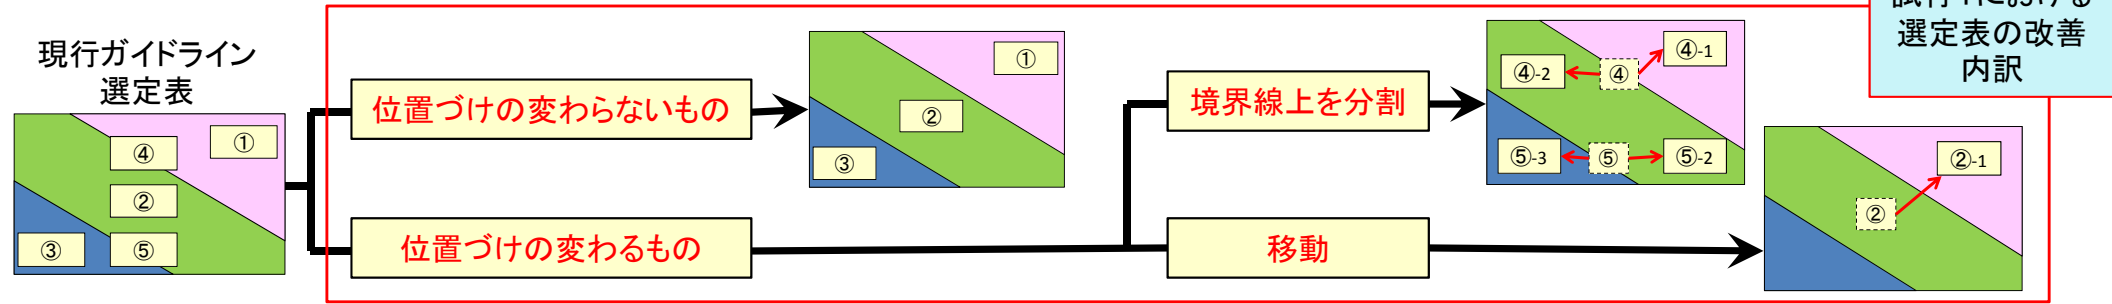 現行ガイドライン
選定表
④
①
②
③
⑤
位置づけの変わらないもの
位置づけの変わるもの
①
②
③
境界線上を分割
移動
④-1
④-2
④
⑤-3
⑤
⑤-2
②-1
②
選定表の改善
内訳